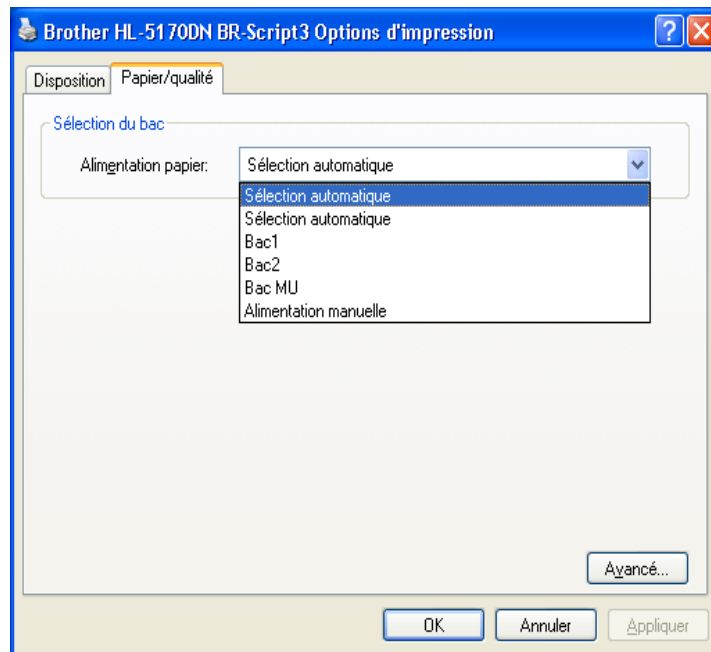 Brother HL-5170DN BR-Script3 Options d'impression
Disposition Papier/qualité
Sélection du bac
Alimentation papier: Sélection automatique
Sélection automatique
Sélection automatique
Bac1
Bac2
Bac MU
Alimentation manuelle
Avancé...
OK Annuler Appliquer